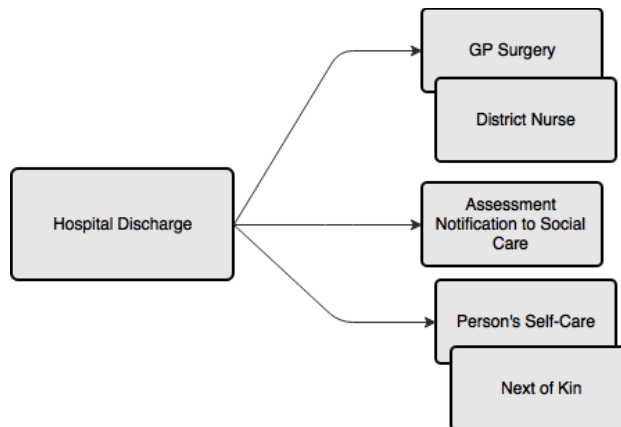 GP Surgery
District Nurse
Hospital Discharge
Assessment
Notification to Social
Care
Person's Self-Care
Next of Kin